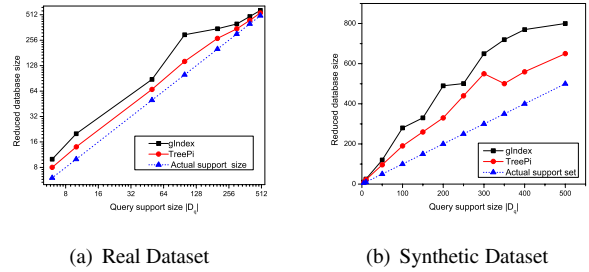 512
256
128
64
32
16
8
Reduced database size
gIndex
TreePi
Actual support size
8 16 32 64 128 256 512
Query support size |Dq|
(a) Real Dataset
800
600
400
200
0
Reduced database size
gIndex
TreePi
Actual support set
0 100 200 300 400 500
Query support size |Dq|
(b) Synthetic Dataset